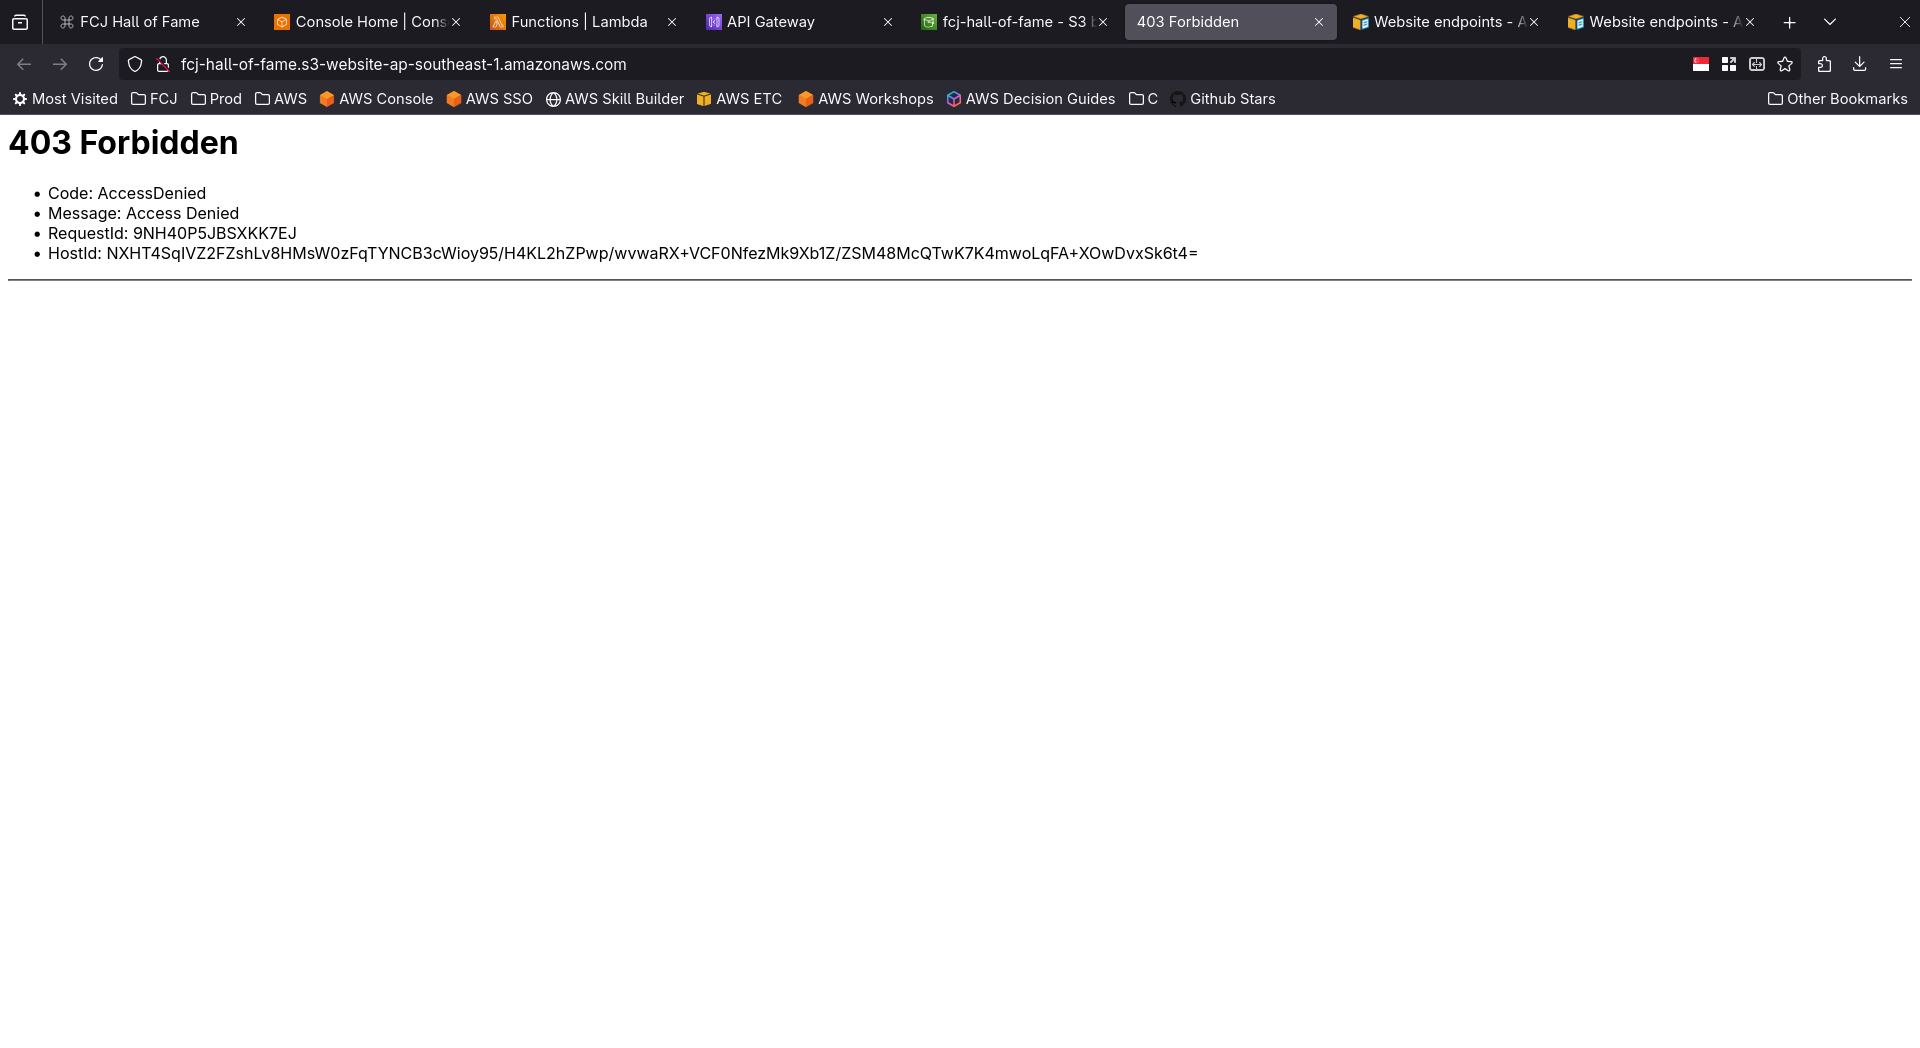 FCJ Hall of Fame
Console Home | Cons
Functions | Lambda
API Gateway
fcj-hall-of-fame - S3 b
403 Forbidden
Website endpoints - A
Website endpoints - A
fcj-hall-of-fame.s3-website-ap-southeast-1.amazonaws.com
Most Visited FCJ Prod AWS AWS Console AWS SSO AWS Skill Builder AWS ETC AWS Workshops AWS Decision Guides C Github Stars Other Bookmarks
403 Forbidden
• Code: AccessDenied
• Message: Access Denied
• RequestId: 9NH40P5JBSXKK7EJ
• HostId: NXHT4SqIVZ2FZshLv8HMsW0zFqTYNCB3cWioy95/H4KL2hZPwp/wvwaRX+VCF0NfezMk9Xb1Z/ZSM48McQTwK7K4mwoLqFA+XOwDvxSk6t4=